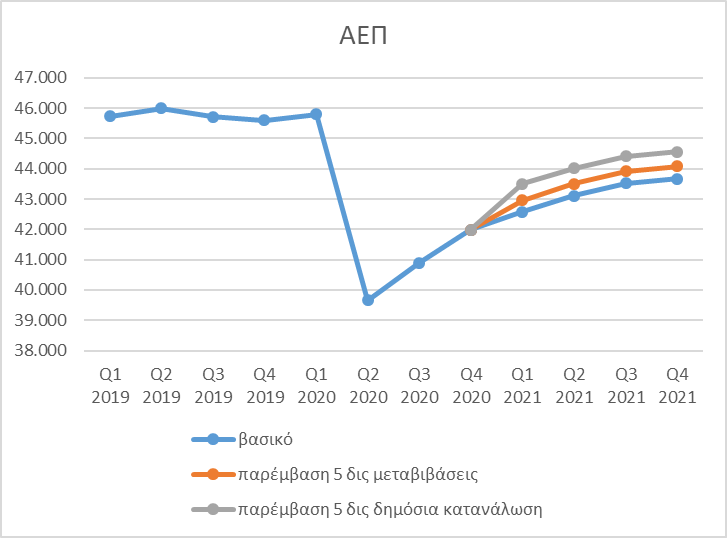 ΑΕΠ
47.000
46.000
45.000
44.000
43.000
42.000
41.000
40.000
39.000
38.000
Q1 Q2 Q3 Q4 Q1 Q2 Q3 Q4 Q1 Q2 Q3 Q4
2019 2019 2019 2019 2020 2020 2020 2020 2021 2021 2021 2021
βασικό
παρέμβαση 5 δις μεταβιβάσεις
παρέμβαση 5 δις δημόσια κατανάλωση